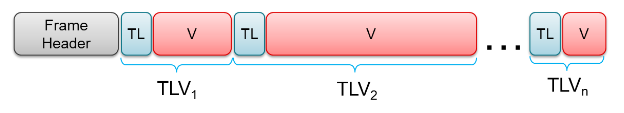 Frame
Header
TL V TL V ... TL V
TLV1 TLV2 TLVn